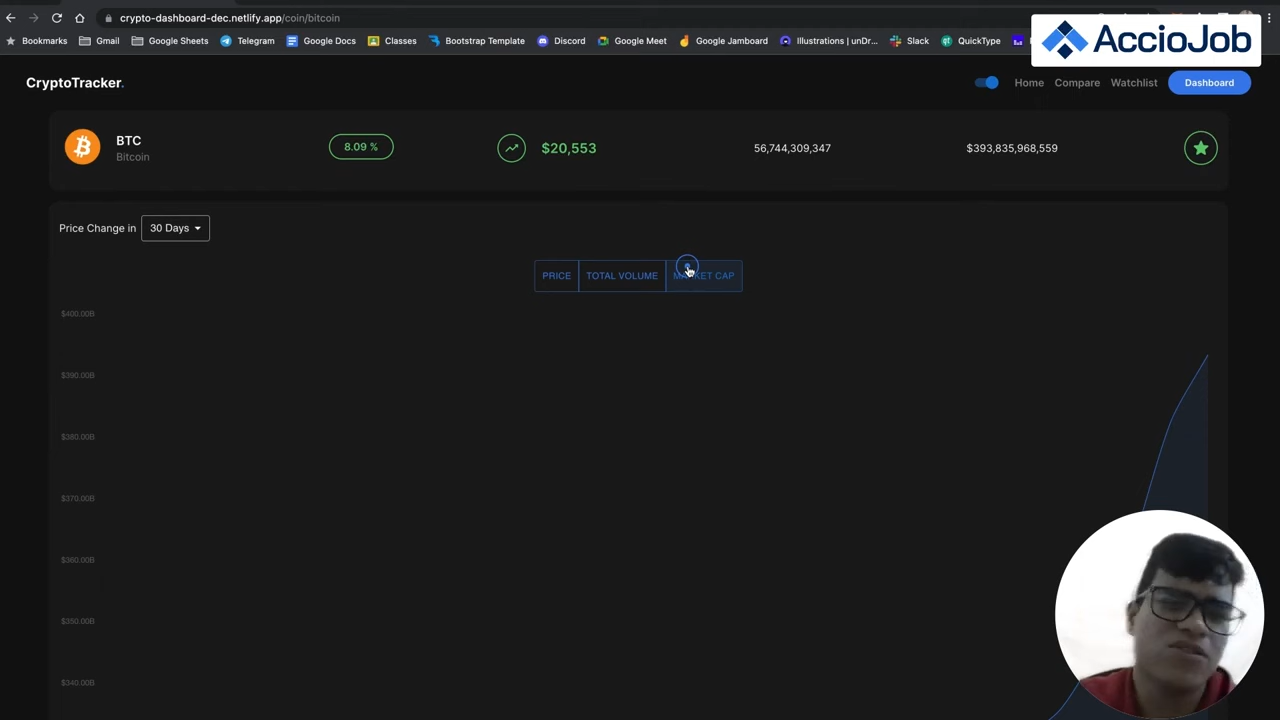 crypto-dashboard-dec.netlify.app/coin/bitcoin
Bookmarks Gmail Google Sheets Telegram Google Docs Classes Bootstrap Temp Discord Google Meet Google Jamboard Illustrations | unDr... Slack QuickType
AccioJob
CryptoTracker.
Home Compare Watchlist Dashboard
BTC
Bitcoin
8.09 %
$20,553
56,744,309,347
$393,835,968,559
Price Change in 30 Days
PRICE TOTAL VOLUME MARKET CAP
$400.00B
$390.00B
$380.00B
$370.00B
$360.00B
$350.00B
$340.00B